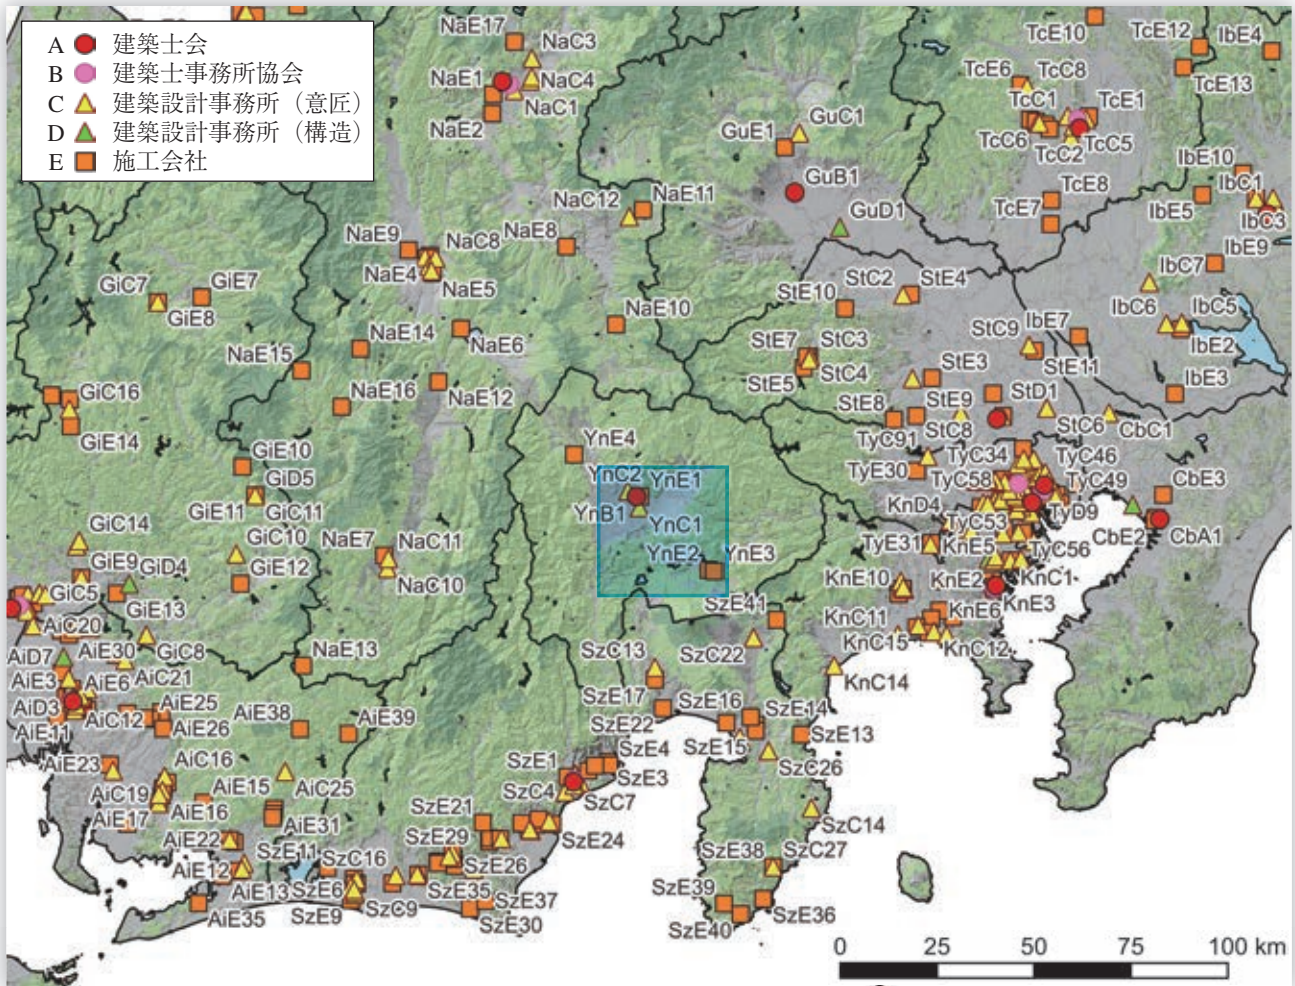 A 建築士会
B 建築士事務所協会
C 建築設計事務所（意匠）
D 建築設計事務所（構造）
E 施工会社
NaE17
NaC3
NaE1
NaC4
NaC1
NaE2
TcE10
TcE12
IbE4
TcE6
TcC8
TcE13
TcC1
TcE1
GuE1
GuC1
TcC6
TcC2
TcC5
IbE10
GuB1
TcE8
IbC1
NaC12
NaE11
GuD1
TcE7
IbE5
IbC3
NaE9
NaC8
NaE8
IbE9
NaE4
NaE5
StC2
StE4
IbC7
GiC7
GiE7
GiE8
StE10
IbC6
IbC5
NaE14
NaE10
StE7
StC3
StC9
IbE7
NaE6
IbE2
NaE15
StE5
StC4
StE3
StE11
IbE3
GiC16
NaE16
NaE12
StE8
StE9
StD1
StC8
StC6
CbC1
GiE14
YnE4
TyC91
TyC34
TyC46
GiE10
TyE30
TyC58
TyC49
CbE3
GiD5
YnC2
YnE1
KnD4
TyD9
GiE11
GiC11
YnB1
YnC1
TyC53
CbE2
CbA1
GiC14
GiC10
NaE7
NaC11
YnE2
YnE3
TyE31
KnE5
TyC56
GiE9
GiD4
GiE12
NaC10
KnE10
KnE2
KnC1
GiC5
GiE13
SzE41
KnE6
KnE3
AiC20
KnC11
KnC15
KnC12
AiD7
AiE30
GiC8
NaE13
SzC13
SzC22
AiE3
AiE6
AiC21
KnC14
AiD3
AiC12
AiE25
AiE38
AiE39
SzE17
SzE16
SzE14
AiE11
AiE26
SzE22
SzE15
SzE13
AiE23
AiC16
SzE1
SzE4
SzC26
AiC19
AiE15
AiC25
SzC4
SzE3
SzC7
AiE17
AiE16
AiE31
SzE21
SzC14
AiE22
SzE11
SzC16
SzE29
SzE24
SzE38
SzC27
AiE12
AiE13
SzE6
SzE26
SzE35
SzE39
AiE35
SzE9
SzC9
SzE37
SzE36
SzE30
SzE40
0 25 50 75 100 km